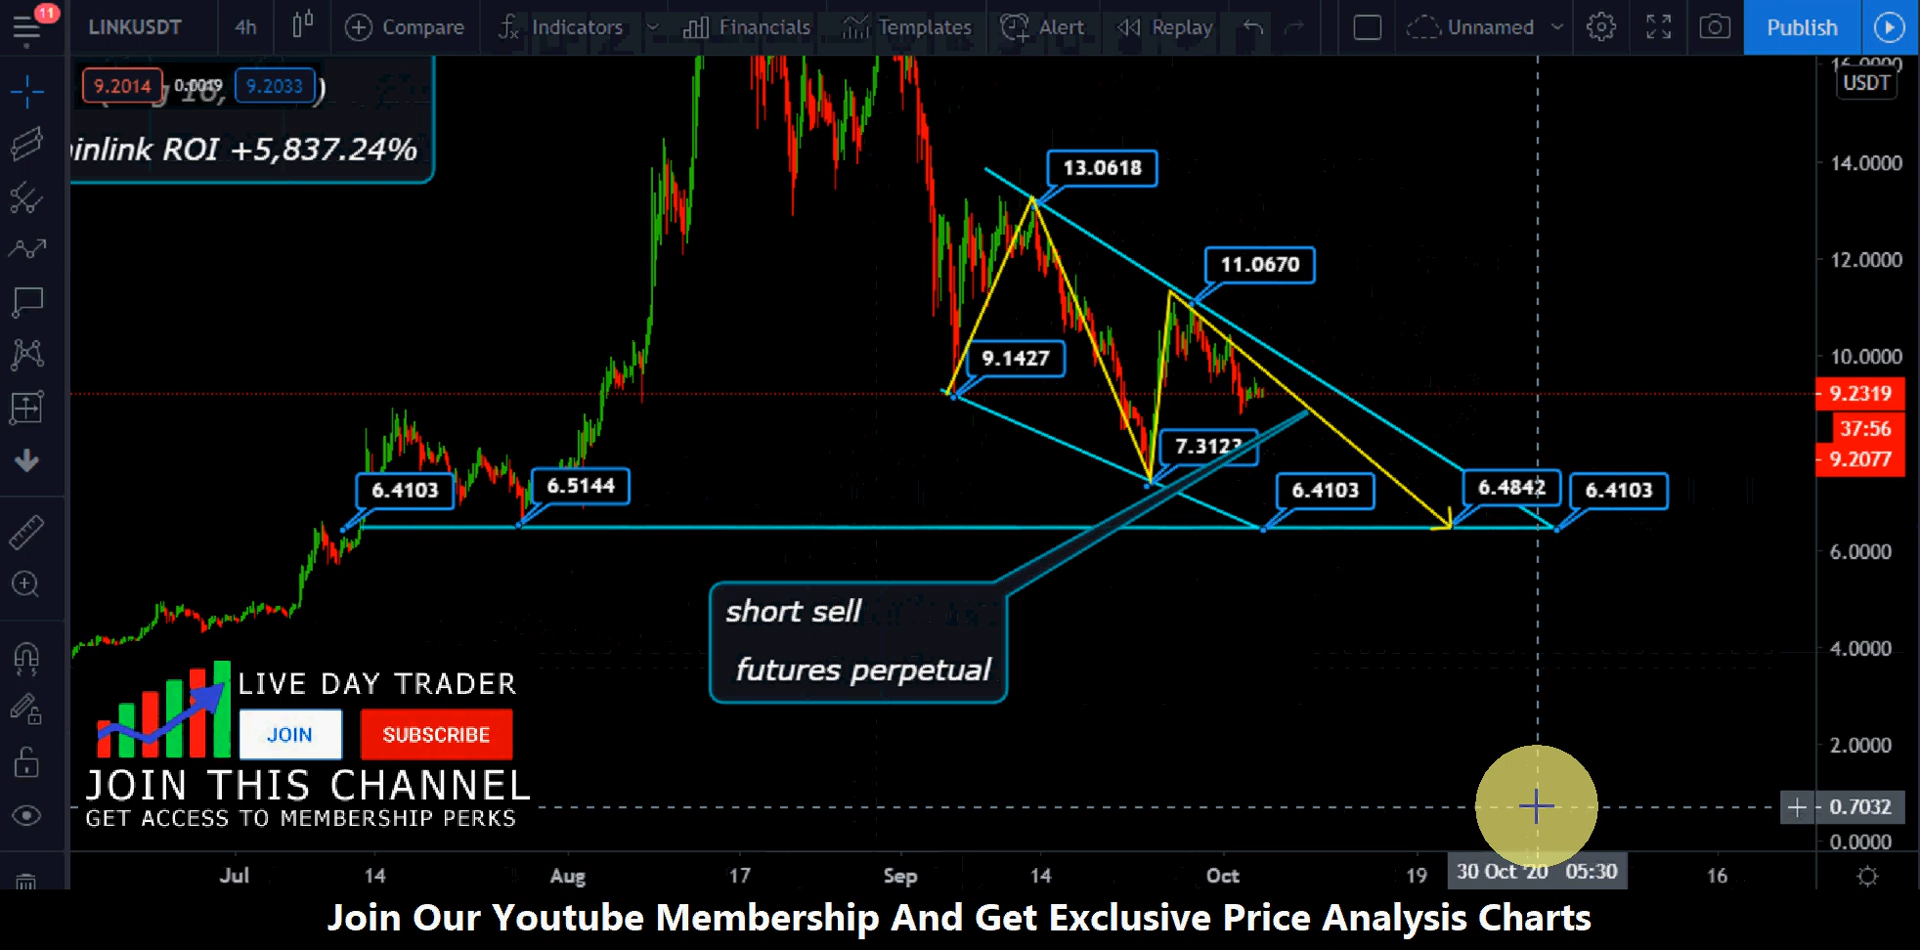 11
LINKUSDT 4h Compare Indicators Financials Templates Alert Replay Unnamed Publish
9.2014 0.0019 9.2033 )
inlink ROI +5,837.24%
16.0000
USDT
14.0000
12.0000
10.0000
9.2319
37:56
9.2077
6.0000
4.0000
2.0000
0.7032
0.0000
13.0618
11.0670
9.1427
7.3123
6.4103
6.5144
6.4103
6.4842
6.4103
short sell
futures perpetual
LIVE DAY TRADER
JOIN SUBSCRIBE
JOIN THIS CHANNEL
GET ACCESS TO MEMBERSHIP PERKS
Jul 14 Aug 17 Sep 14 Oct 19 30 Oct '20 05:30 16
Join Our Youtube Membership And Get Exclusive Price Analysis Charts